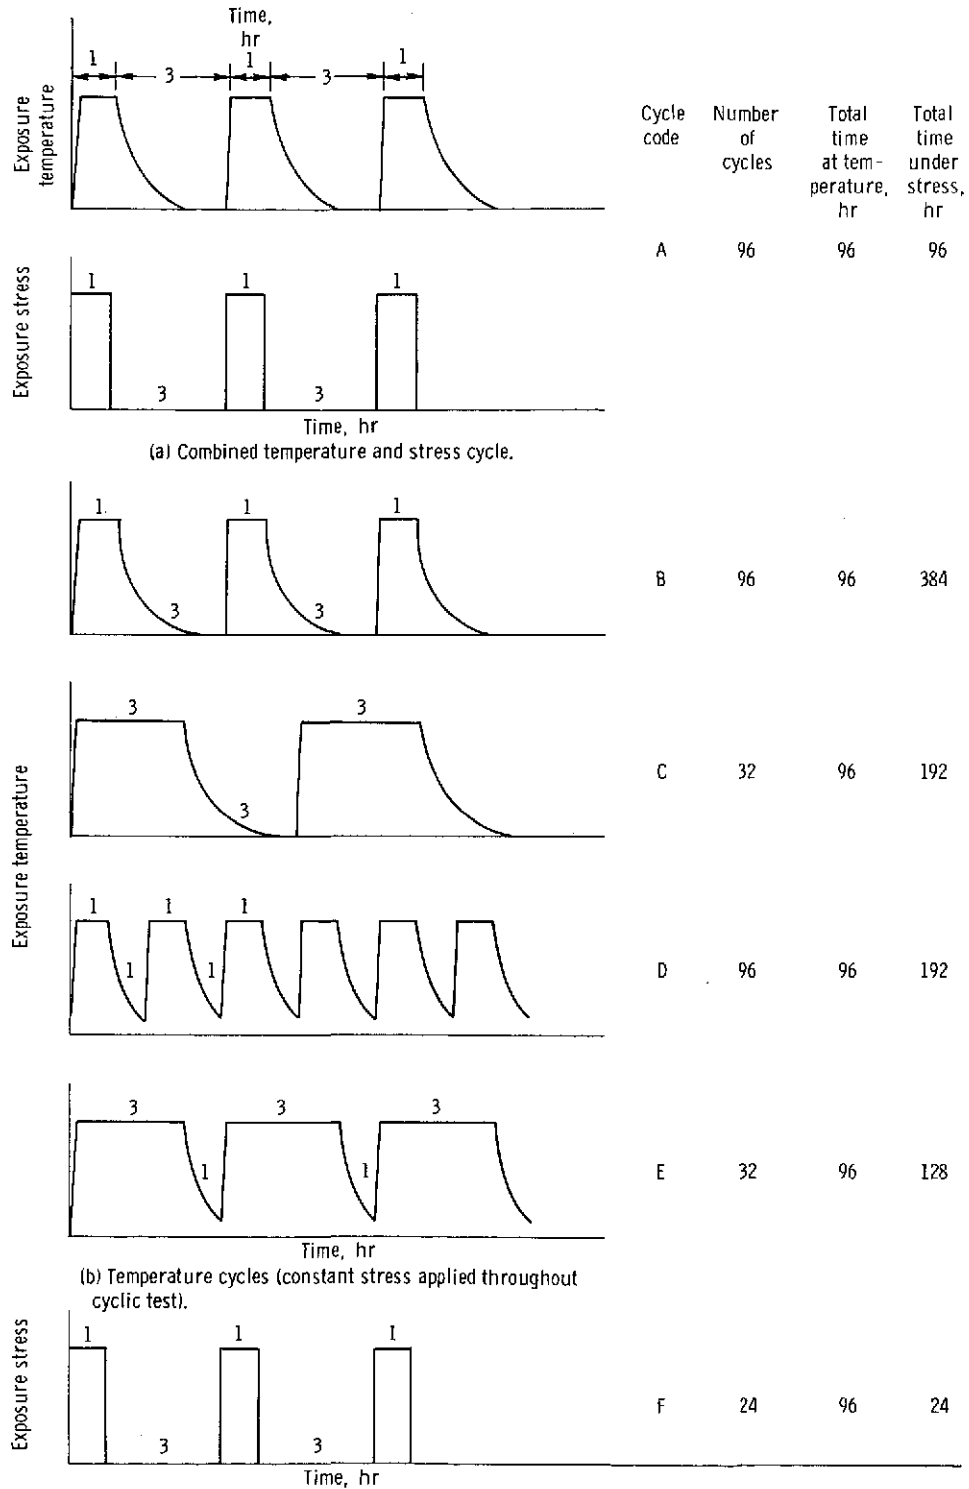 Time,
hr
1
3
1
3
1
Exposure
temperature
Cycle
code
Number
of
cycles
Total
time
at tem-
perature,
hr
Total
time
under
stress,
hr
A 96 96 96
Exposure stress
1
1
1
3
3
Time, hr
(a) Combined temperature and stress cycle.
1
1
1
3
3
B 96 96 384
Exposure temperature
3
3
3
C 32 96 192
1
1
1
1
1
D 96 96 192
3
3
3
1
1
E 32 96 128
Time, hr
(b) Temperature cycles (constant stress applied throughout
cyclic test).
Exposure stress
1
1
1
3
3
F 24 96 24
Time, hr